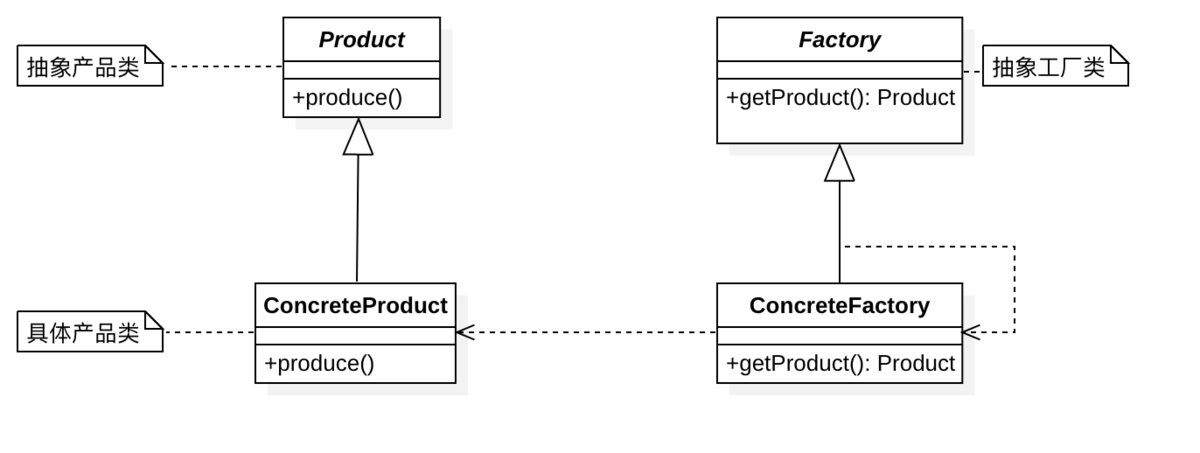 Product
Factory
抽象产品类
抽象工厂类
+produce()
+getProduct(): Product
ConcreteProduct
ConcreteFactory
具体产品类
+produce()
+getProduct(): Product